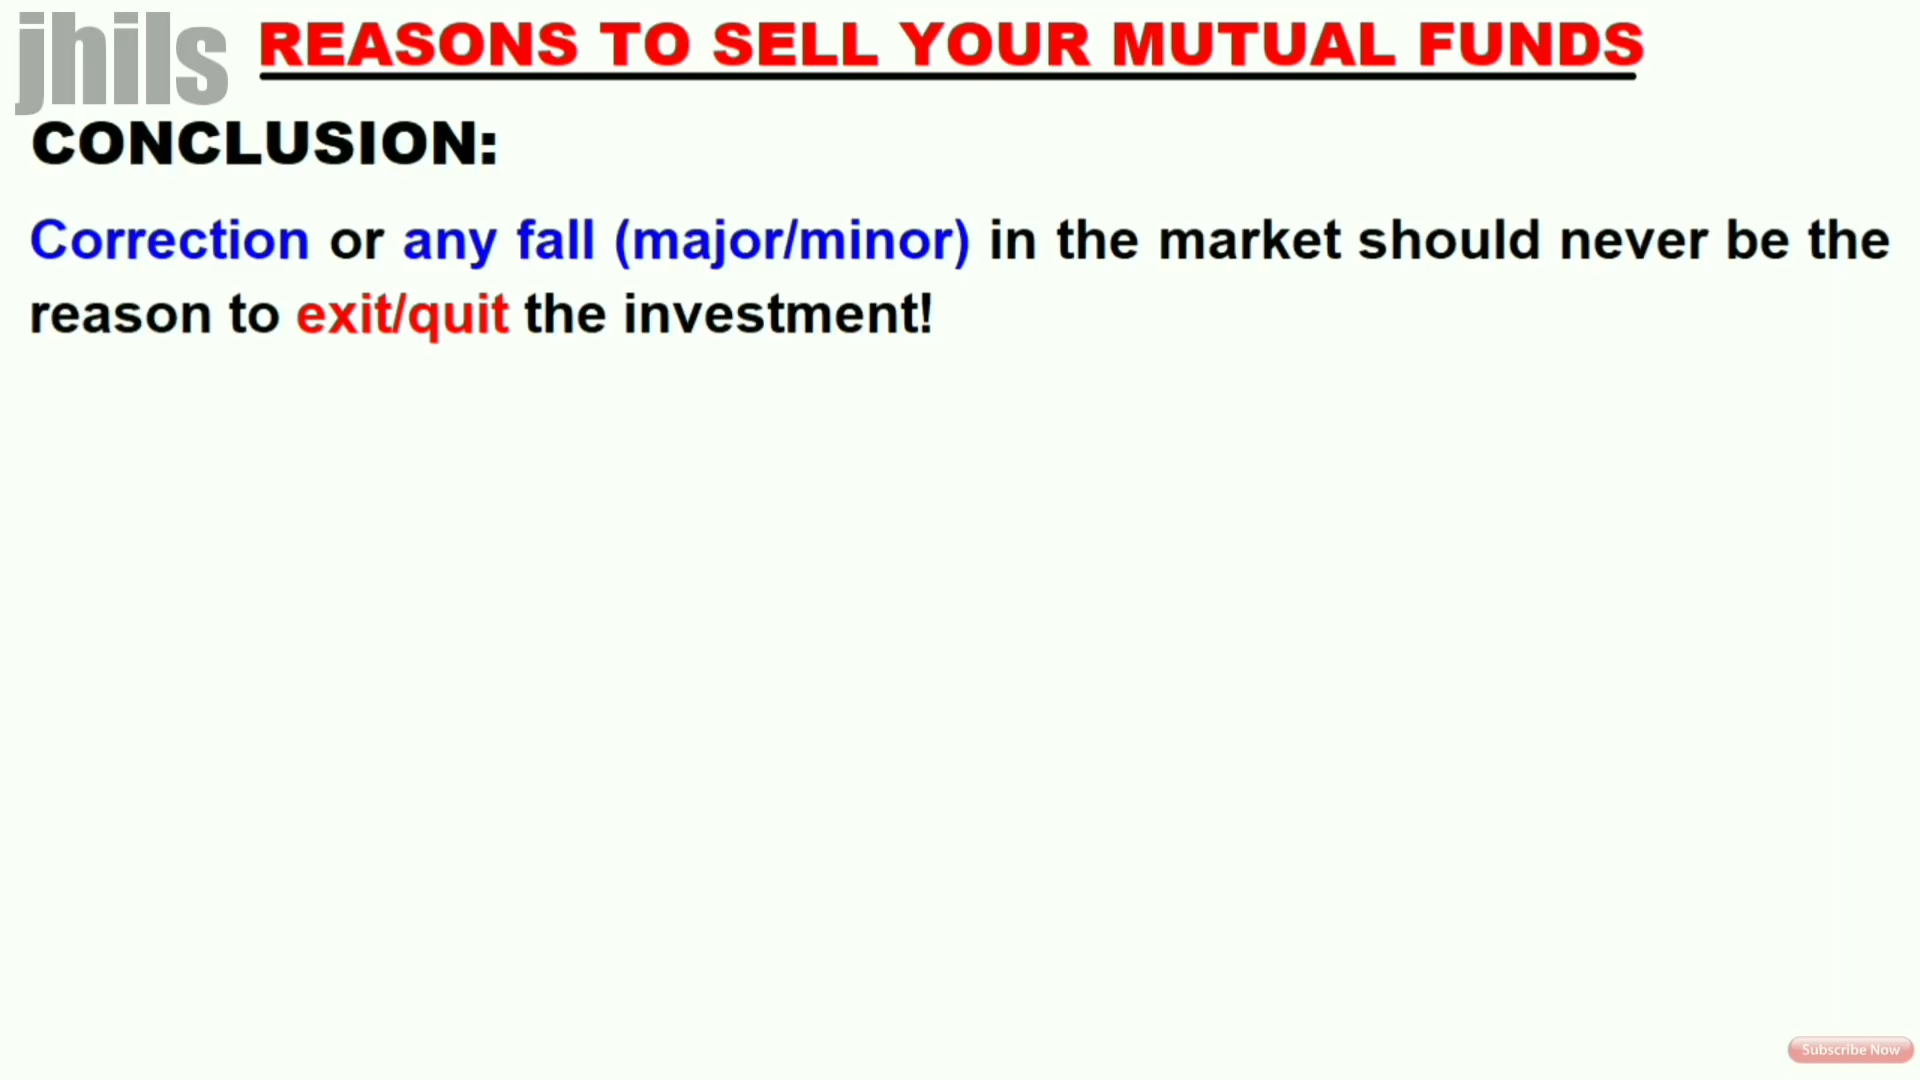 jhils
REASONS TO SELL YOUR MUTUAL FUNDS
CONCLUSION:
Correction or any fall (major/minor) in the market should never be the
reason to exit/quit the investment!
Subscribe Now